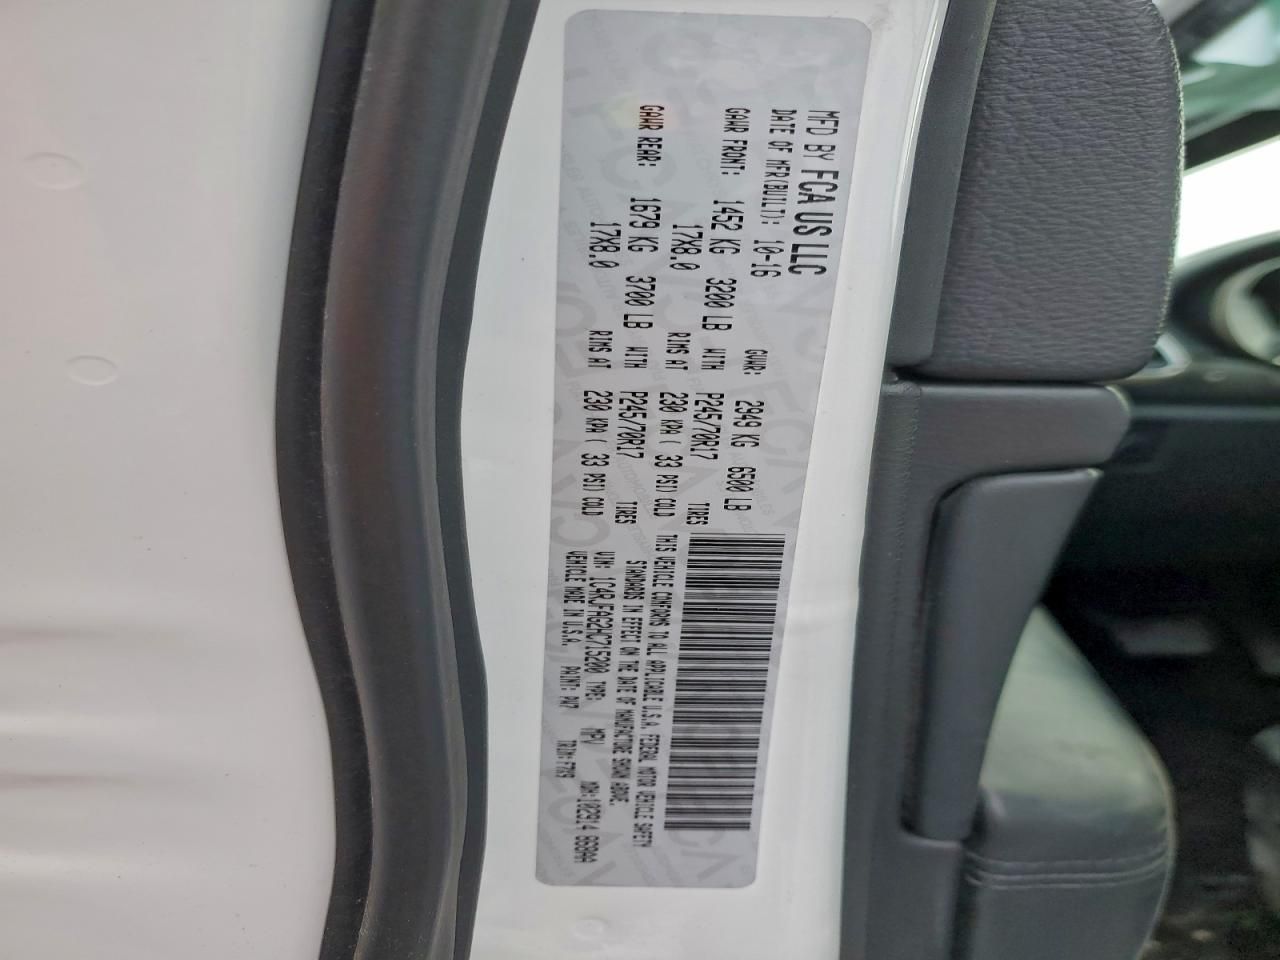 MFD BY FCA US LLC
DATE OF MFR(BUILT): 10-16 GVWR: 2949 KG 6500 LB
GAWR FRONT: 1452 KG 3200 LB WITH P245/70R17 TIRES
17X8.0 RIMS AT 230 KPA( 33 PSI) COLD
GAWR REAR: 1679 KG 3700 LB WITH P245/70R17 TIRES
17X8.0 RIMS AT 230 KPA( 33 PSI) COLD
THIS VEHICLE CONFORMS TO ALL APPLICABLE U.S.A. FEDERAL MOTOR VEHICLE SAFETY
STANDARDS IN EFFECT ON THE DATE OF MANUFACTURE SHOWN ABOVE.
VIN: 1C4RJFAG2HC715200 TYPE: MPV
VEHICLE MADE IN U.S.A. PAINT: PW7 TRIM: